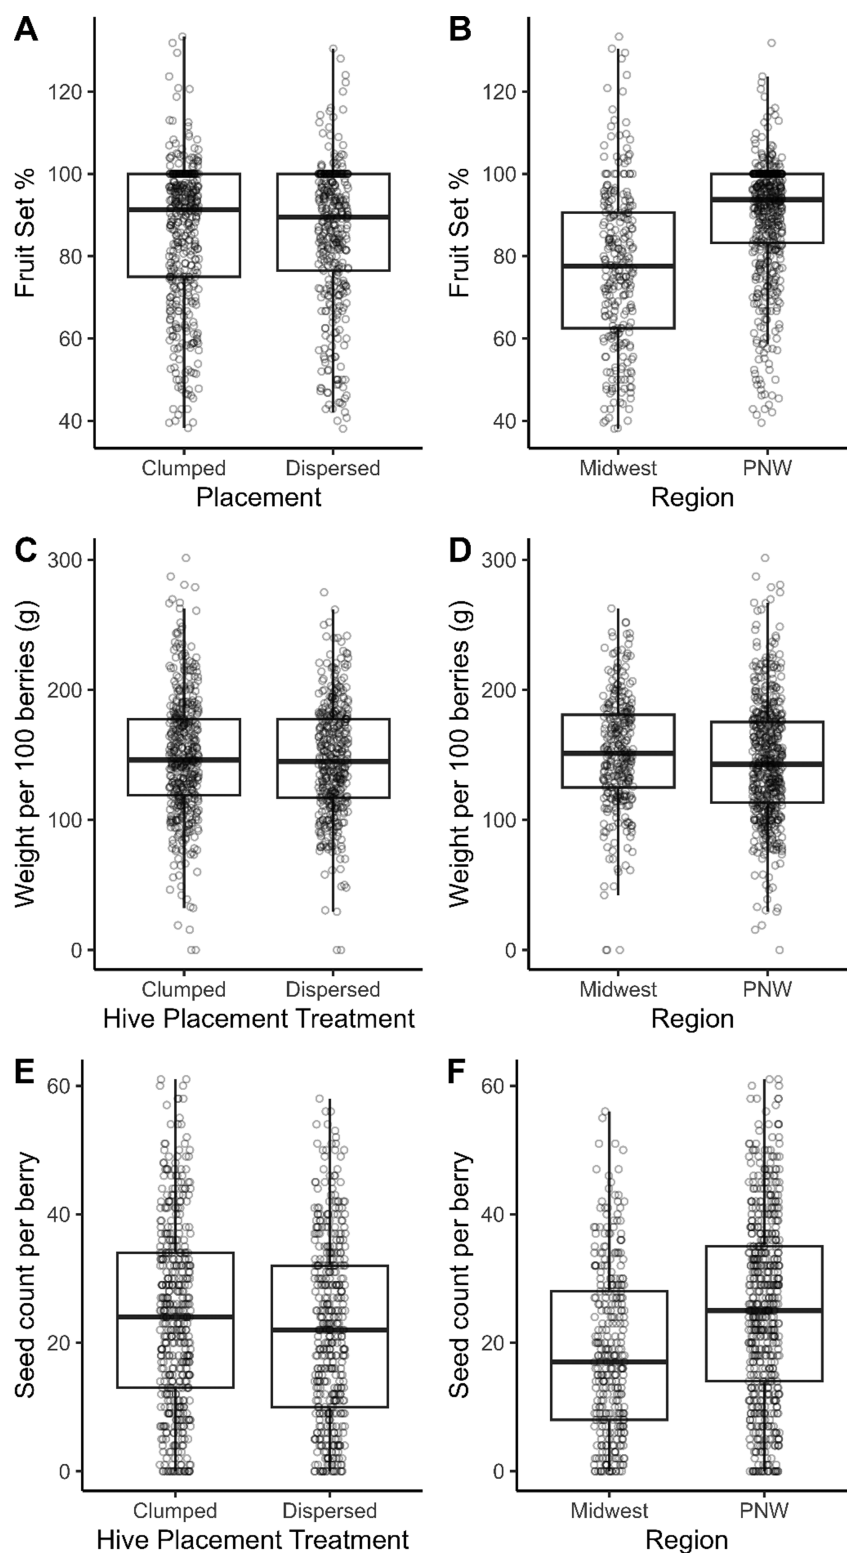 A
B
Fruit Set %
120
100
80
60
40
Clumped
Dispersed
Placement
Fruit Set %
120
100
80
60
40
Midwest
PNW
Region
C
D
Weight per 100 berries (g)
300
200
100
0
Clumped
Dispersed
Hive Placement Treatment
Weight per 100 berries (g)
300
200
100
0
Midwest
PNW
Region
E
F
Seed count per berry
60
40
20
0
Clumped
Dispersed
Hive Placement Treatment
Seed count per berry
60
40
20
0
Midwest
PNW
Region